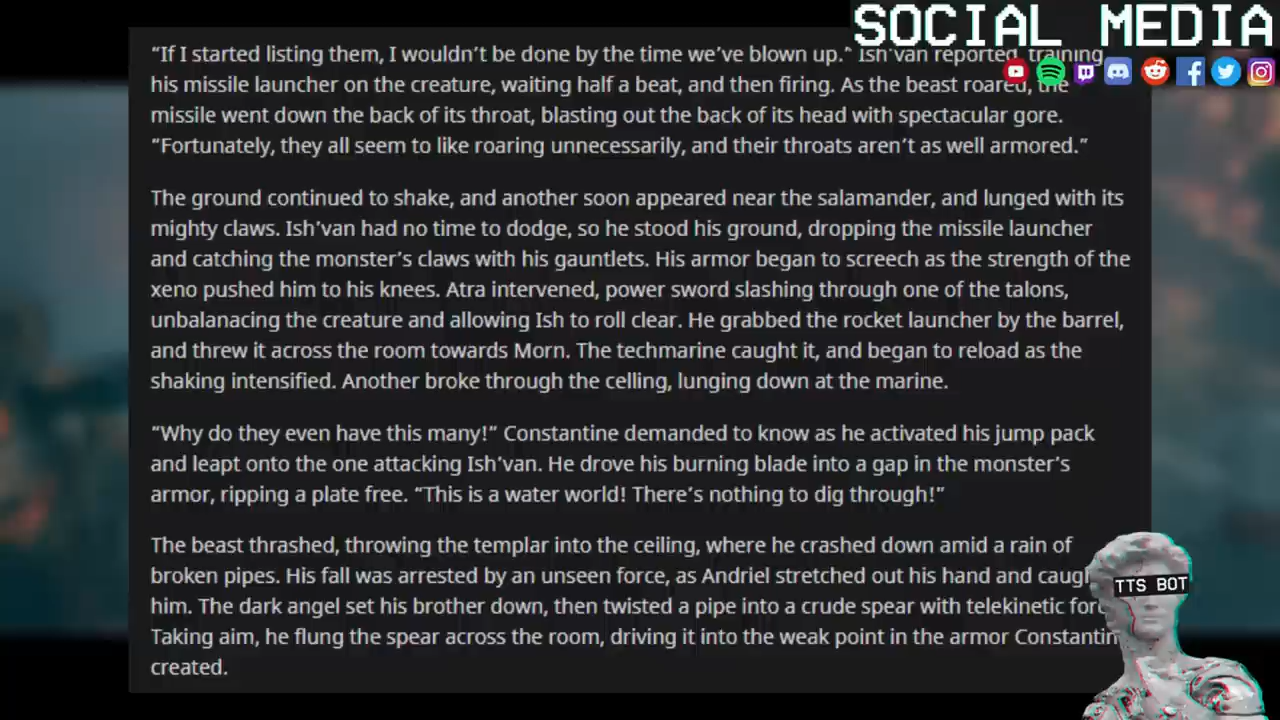 SOCIAL MEDIA
“If I started listing them, I wouldn’t be done by the time we’ve blown up.” Ish’van reported, training
his missile launcher on the creature, waiting half a beat, and then firing. As the beast roared, the
missile went down the back of its throat, blasting out the back of its head with spectacular gore.
“Fortunately, they all seem to like roaring unnecessarily, and their throats aren’t as well armored.”
The ground continued to shake, and another soon appeared near the salamander, and lunged with its
mighty claws. Ish’van had no time to dodge, so he stood his ground, dropping the missile launcher
and catching the monster’s claws with his gauntlets. His armor began to screech as the strength of the
xeno pushed him to his knees. Atra intervened, power sword slashing through one of the talons,
unbalanacing the creature and allowing Ish to roll clear. He grabbed the rocket launcher by the barrel,
and threw it across the room towards Morn. The techmarine caught it, and began to reload as the
shaking intensified. Another broke through the celling, lunging down at the marine.
“Why do they even have this many!” Constantine demanded to know as he activated his jump pack
and leapt onto the one attacking Ish’van. He drove his burning blade into a gap in the monster’s
armor, ripping a plate free. “This is a water world! There’s nothing to dig through!”
The beast thrashed, throwing the templar into the ceiling, where he crashed down amid a rain of
broken pipes. His fall was arrested by an unseen force, as Andriel stretched out his hand and caug
him. The dark angel set his brother down, then twisted a pipe into a crude spear with telekinetic forc
Taking aim, he flung the spear across the room, driving it into the weak point in the armor Constantin
created.
TTS BOT